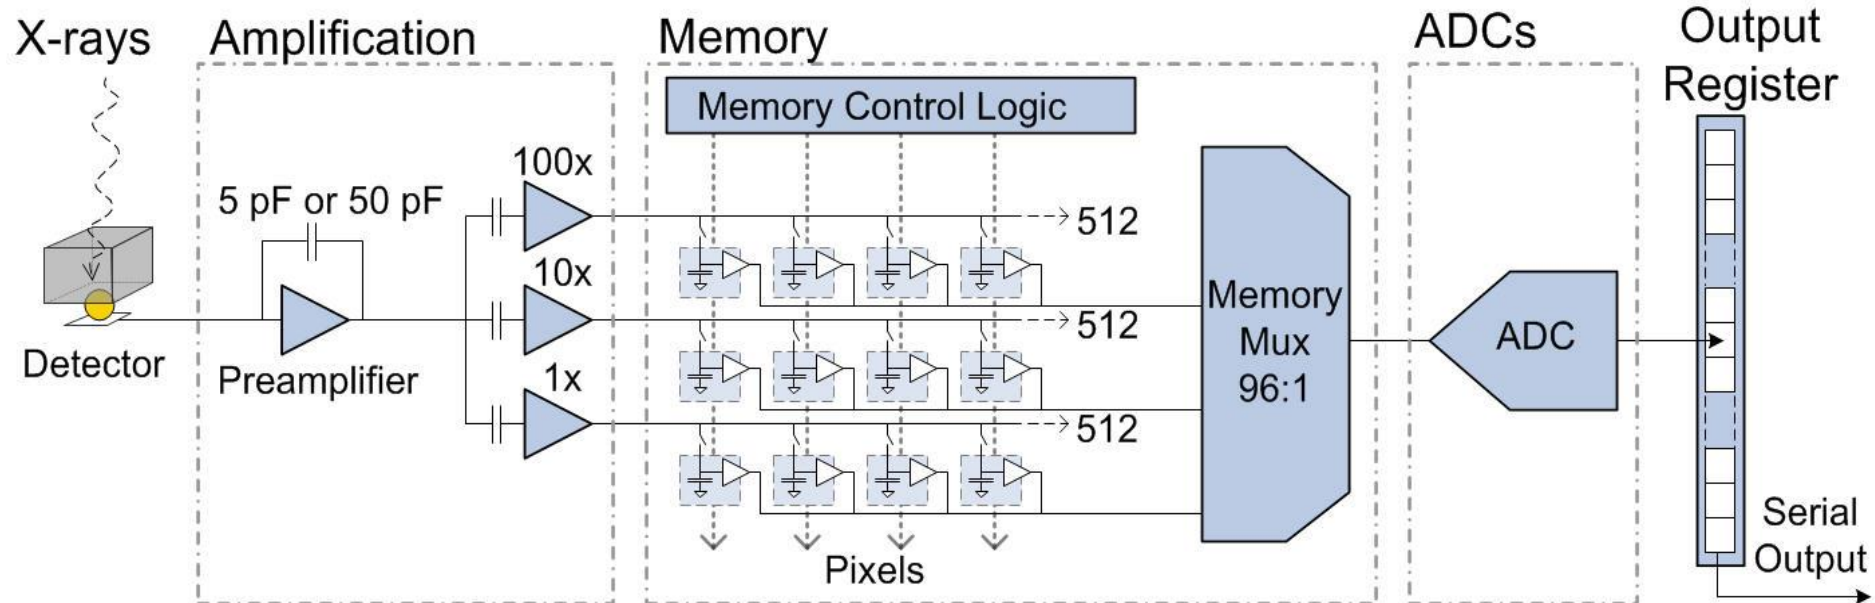 X-rays
Amplification
Memory
ADCs
Output
Register
Memory Control Logic
100x
5 pF or 50 pF
512
10x
Memory
Mux
96:1
512
ADC
Detector
Preamplifier
1x
512
Serial
Output
Pixels